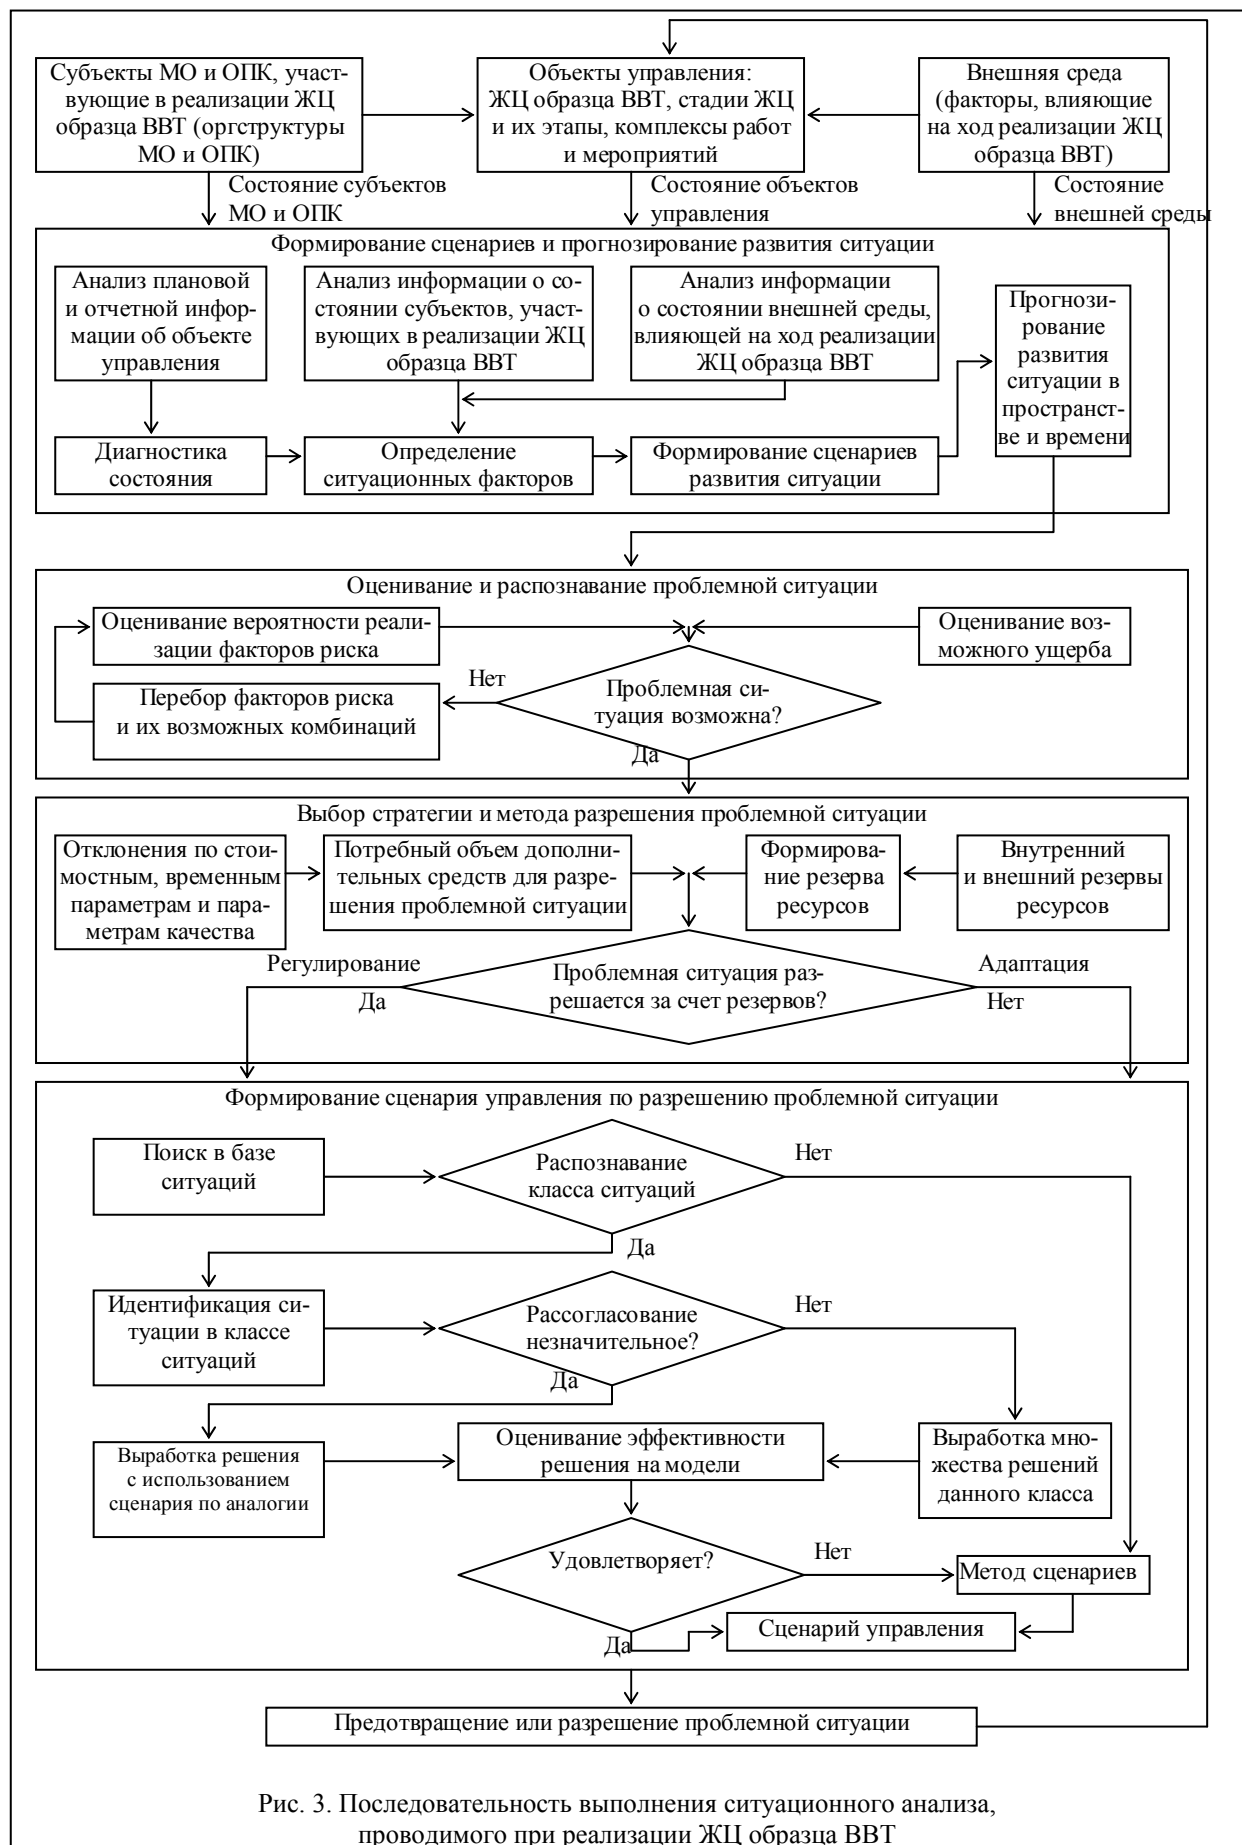 Субъекты МО и ОПК, участ-
вующие в реализации ЖЦ
образца ВВТ (оргструктуры
МО и ОПК)
Объекты управления:
ЖЦ образца ВВТ, стадии ЖЦ
и их этапы, комплексы работ
и мероприятий
Внешняя среда
(факторы, влияющие
на ход реализации ЖЦ
образца ВВТ)
Состояние субъектов
МО и ОПК
Состояние объектов
управления
Состояние
внешней среды
Формирование сценариев и прогнозирование развития ситуации
Анализ плановой
и отчетной инфор-
мации об объекте
управления
Анализ информации о со-
стоянии субъектов, участ-
вующих в реализации ЖЦ
образца ВВТ
Анализ информации
о состоянии внешней среды,
влияющей на ход реализации
ЖЦ образца ВВТ
Прогнози-
рование
развития
ситуации в
пространст-
ве и времени
Диагностика
состояния
Определение
ситуационных факторов
Формирование сценариев
развития ситуации
Оценивание и распознавание проблемной ситуации
Оценивание вероятности реали-
зации факторов риска
Оценивание воз-
можного ущерба
Нет
Перебор факторов риска
и их возможных комбинаций
Проблемная си-
туация возможна?
Да
Выбор стратегии и метода разрешения проблемной ситуации
Отклонения по стои-
мостным, временным
параметрам и пара-
метрам качества
Потребный объем дополни-
тельных средств для разре-
шения проблемной ситуации
Формирова-
ние резерва
ресурсов
Внутренний
и внешний резервы
ресурсов
Регулирование
Да
Проблемная ситуация раз-
решается за счет резервов?
Адаптация
Нет
Формирование сценария управления по разрешению проблемной ситуации
Поиск в базе
ситуаций
Распознавание
класса ситуаций
Нет
Да
Идентификация си-
туации в классе
ситуаций
Рассогласование
незначительное?
Нет
Да
Выработка решения
с использованием
сценария по аналогии
Оценивание эффективности
решения на модели
Выработка мно-
жества решений
данного класса
Удовлетворяет?
Нет
Метод сценариев
Да
Сценарий управления
Предотвращение или разрешение проблемной ситуации
Рис. 3. Последовательность выполнения ситуационного анализа,
проводимого при реализации ЖЦ образца ВВТ